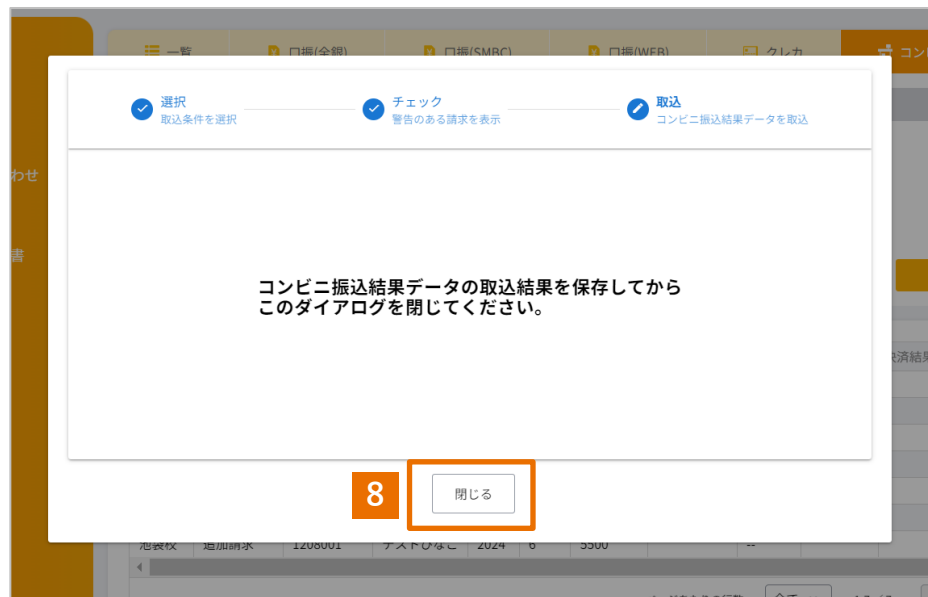 一覧 口振(全銀) 口振(SMBC) 口振(WEB) クレカ コン
選択 チェック 取込
取込条件を選択 警告のある請求を表示 コンビニ振込結果データを取込
わせ
書
コンビニ振込結果データの取込結果を保存してから
このダイアログを閉じてください。
済結果
8 閉じる
池袋校 追加請求 1208001 テストひなこ 2024 6 5500 --
全て